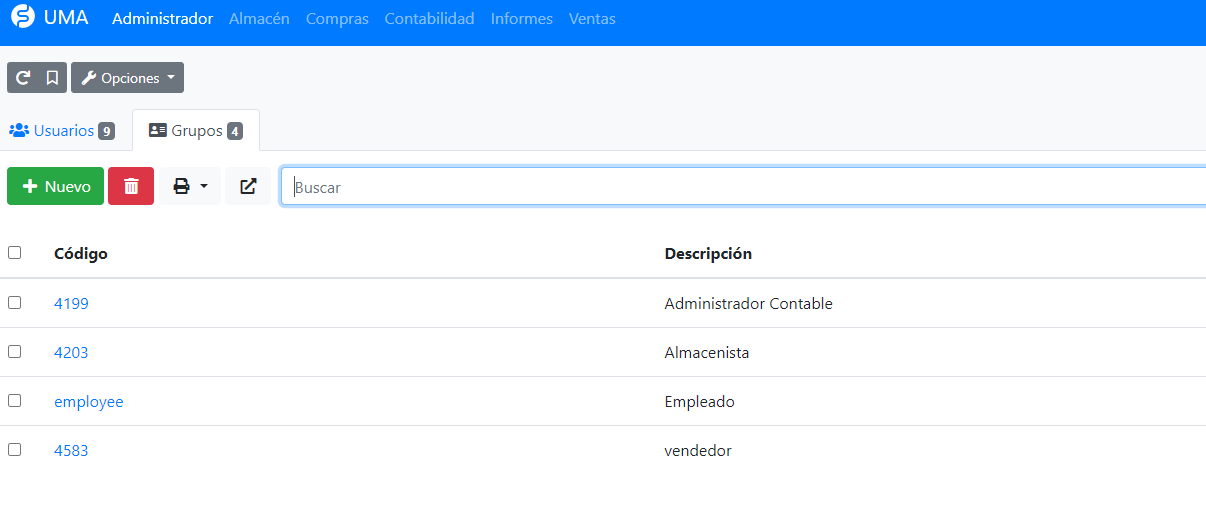 UMA Administrador Almacén Compras Contabilidad Informes Ventas
Opciones
Usuarios 9 Grupos 4
Nuevo Buscar
Código Descripción
4199 Administrador Contable
4203 Almacenista
employee Empleado
4583 vendedor